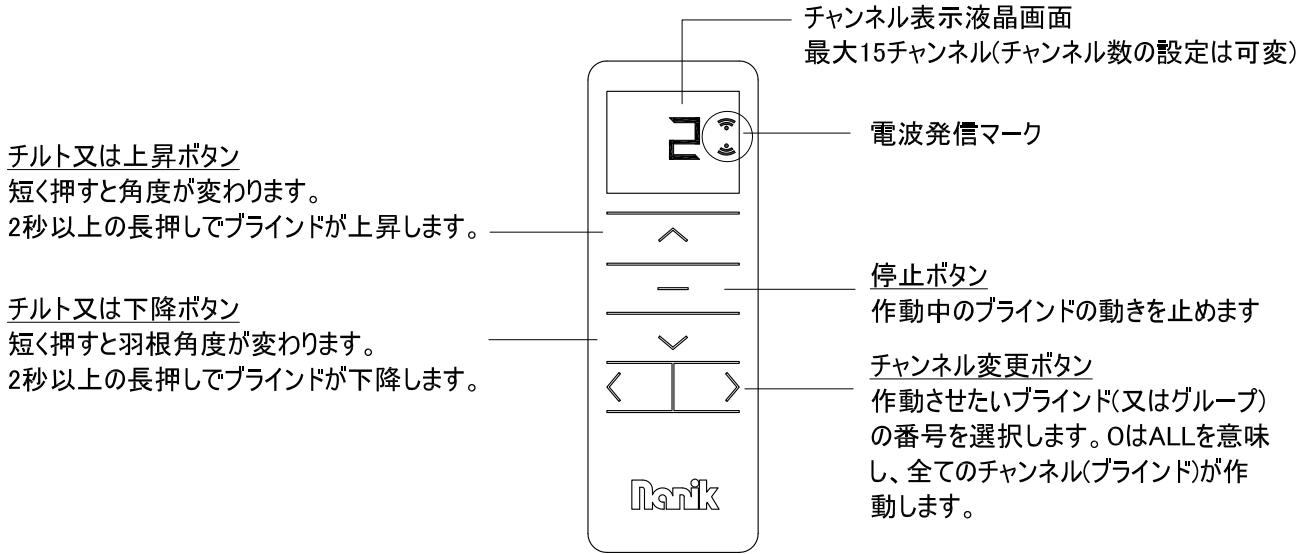 チャンネル表示液晶画面
最大15チャンネル(チャンネル数の設定は可変)
2
電波発信マーク
チルト又は上昇ボタン
短く押すと角度が変わります。
2秒以上の長押しでブラインドが上昇します。
停止ボタン
作動中のブラインドの動きを止めます
チルト又は下降ボタン
短く押すと羽根角度が変わります。
2秒以上の長押しでブラインドが下降します。
チャンネル変更ボタン
作動させたいブラインド(又はグループ)
の番号を選択します。0はALLを意味
し、全てのチャンネル(ブラインド)が作
動します。
Nanik